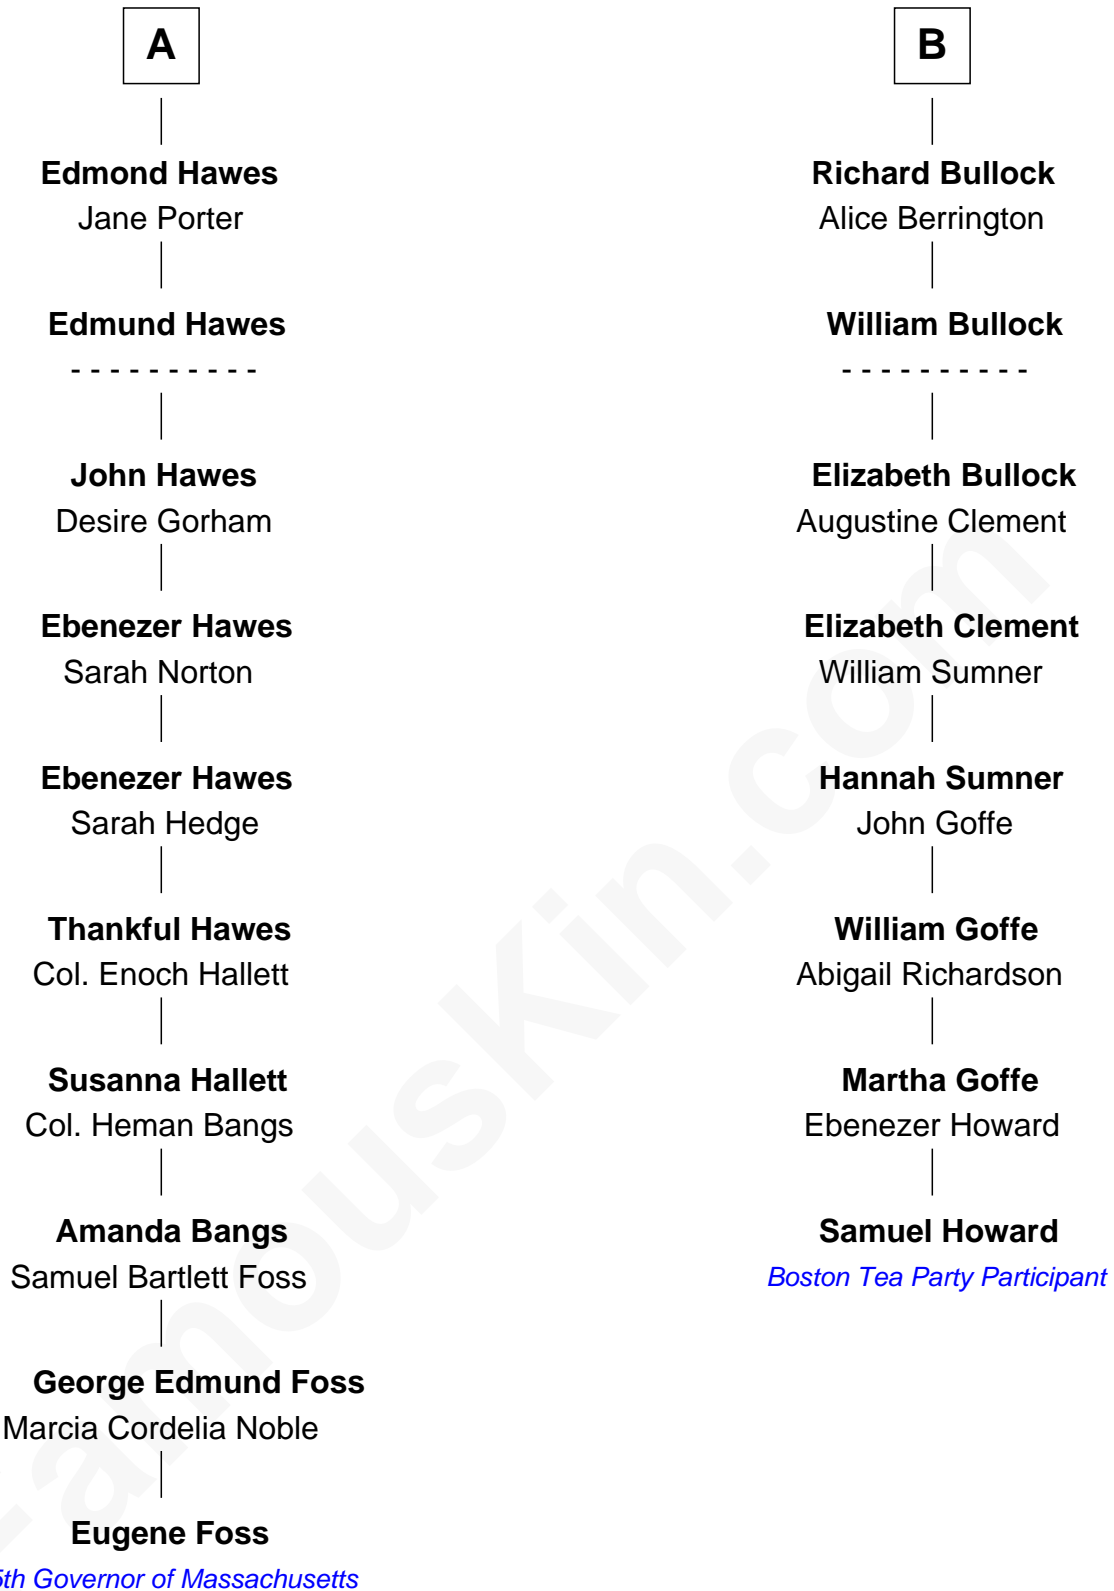 A
Edmond Hawes
Jane Porter
Edmund Hawes
- - - - - - - - - -
John Hawes
Desire Gorham
Ebenezer Hawes
Sarah Norton
Ebenezer Hawes
Sarah Hedge
Thankful Hawes
Col. Enoch Hallett
Susanna Hallett
Col. Heman Bangs
Amanda Bangs
Samuel Bartlett Foss
George Edmund Foss
Marcia Cordelia Noble
Eugene Foss
5th Governor of Massachusetts
B
Richard Bullock
Alice Berrington
William Bullock
- - - - - - - - - -
Elizabeth Bullock
Augustine Clement
Elizabeth Clement
William Sumner
Hannah Sumner
John Goffe
William Goffe
Abigail Richardson
Martha Goffe
Ebenezer Howard
Samuel Howard
Boston Tea Party Participant
FamousKin.com